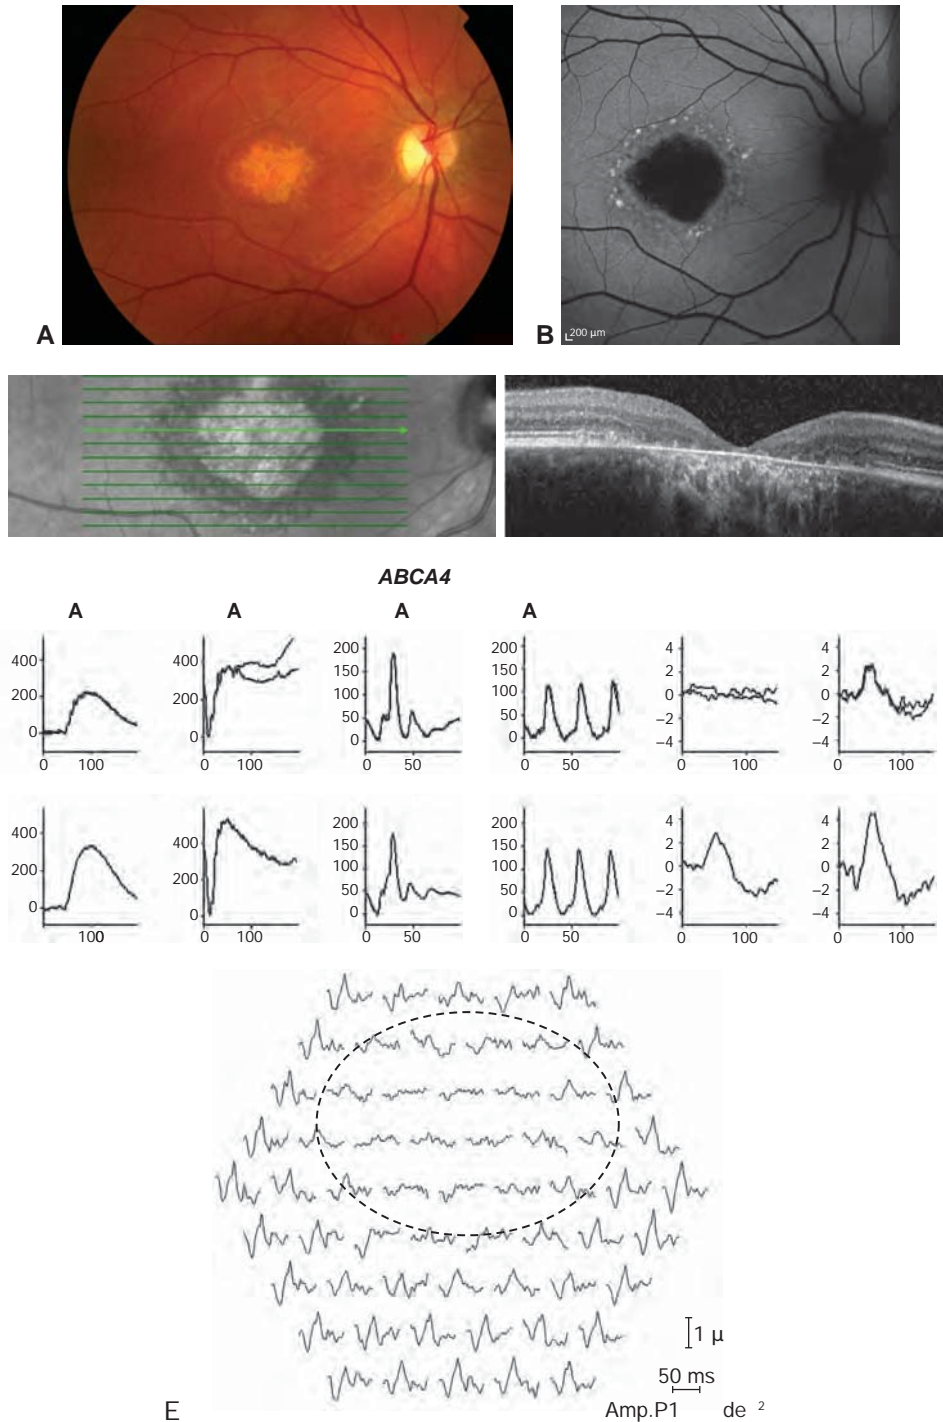 A B
200 µm
ABCA4
A A A A
400 400 200 200 4 4
200 200 150 150 2 2
0 0 100 100 0 0
50 50 −2 −2
0 0 −4 −4
0 100 0 100 0 50 0 50 0 100 0 100
400 400 200 200 4 4
200 200 150 150 2 2
0 0 100 100 0 0
50 50 −2 −2
0 0 −4 −4
100 0 100 0 50 0 50 0 100 0 100
1 µ
50 ms
E Amp.P1 de 2